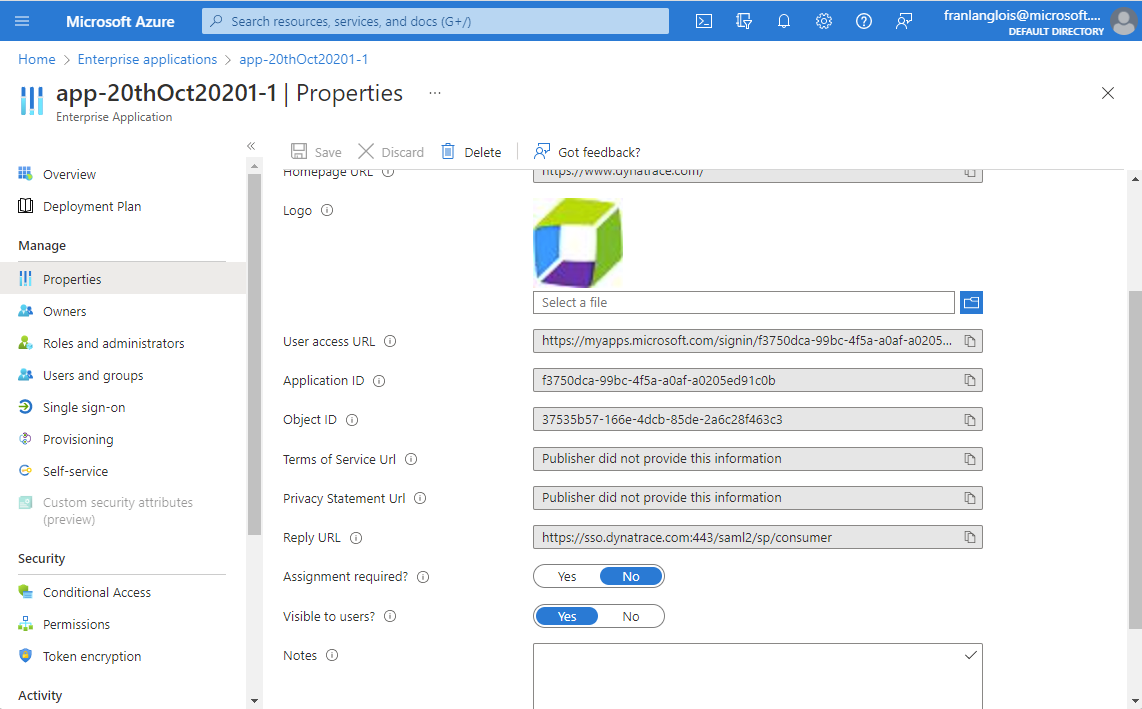 Microsoft Azure
Search resources, services, and docs (G+/)
franlanglois@microsoft....
DEFAULT DIRECTORY
Home > Enterprise applications > app-20thOct20201-1
app-20thOct20201-1 | Properties ...
Enterprise Application
«
Save
Discard
Delete
Got feedback?
Overview
Deployment Plan
Manage
Properties
Owners
Roles and administrators
Users and groups
Single sign-on
Provisioning
Self-service
Custom security attributes
(preview)
Security
Conditional Access
Permissions
Token encryption
Activity
Homepage URL
https://www.dynatrace.com/
Logo
Select a file
User access URL
https://myapps.microsoft.com/signin/f3750dca-99bc-4f5a-a0af-a0205...
Application ID
f3750dca-99bc-4f5a-a0af-a0205ed91c0b
Object ID
37535b57-166e-4dcb-85de-2a6c28f463c3
Terms of Service Url
Publisher did not provide this information
Privacy Statement Url
Publisher did not provide this information
Reply URL
https://sso.dynatrace.com:443/saml2/sp/consumer
Assignment required?
Yes No
Visible to users?
Yes No
Notes